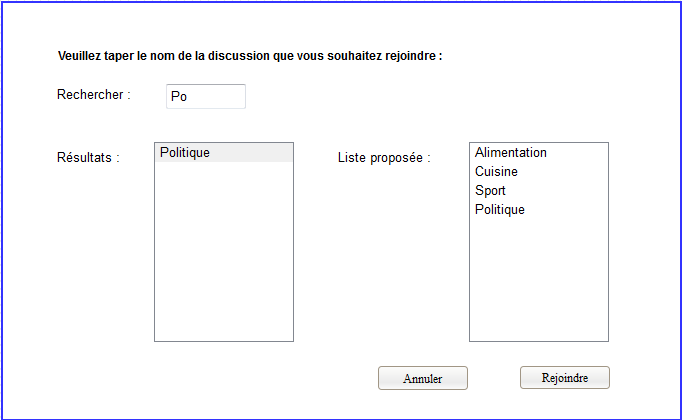 Veuillez taper le nom de la discussion que vous souhaitez rejoindre :
Rechercher :
Po
Résultats :
Politique
Liste proposée :
Alimentation
Cuisine
Sport
Politique
Annuler
Rejoindre